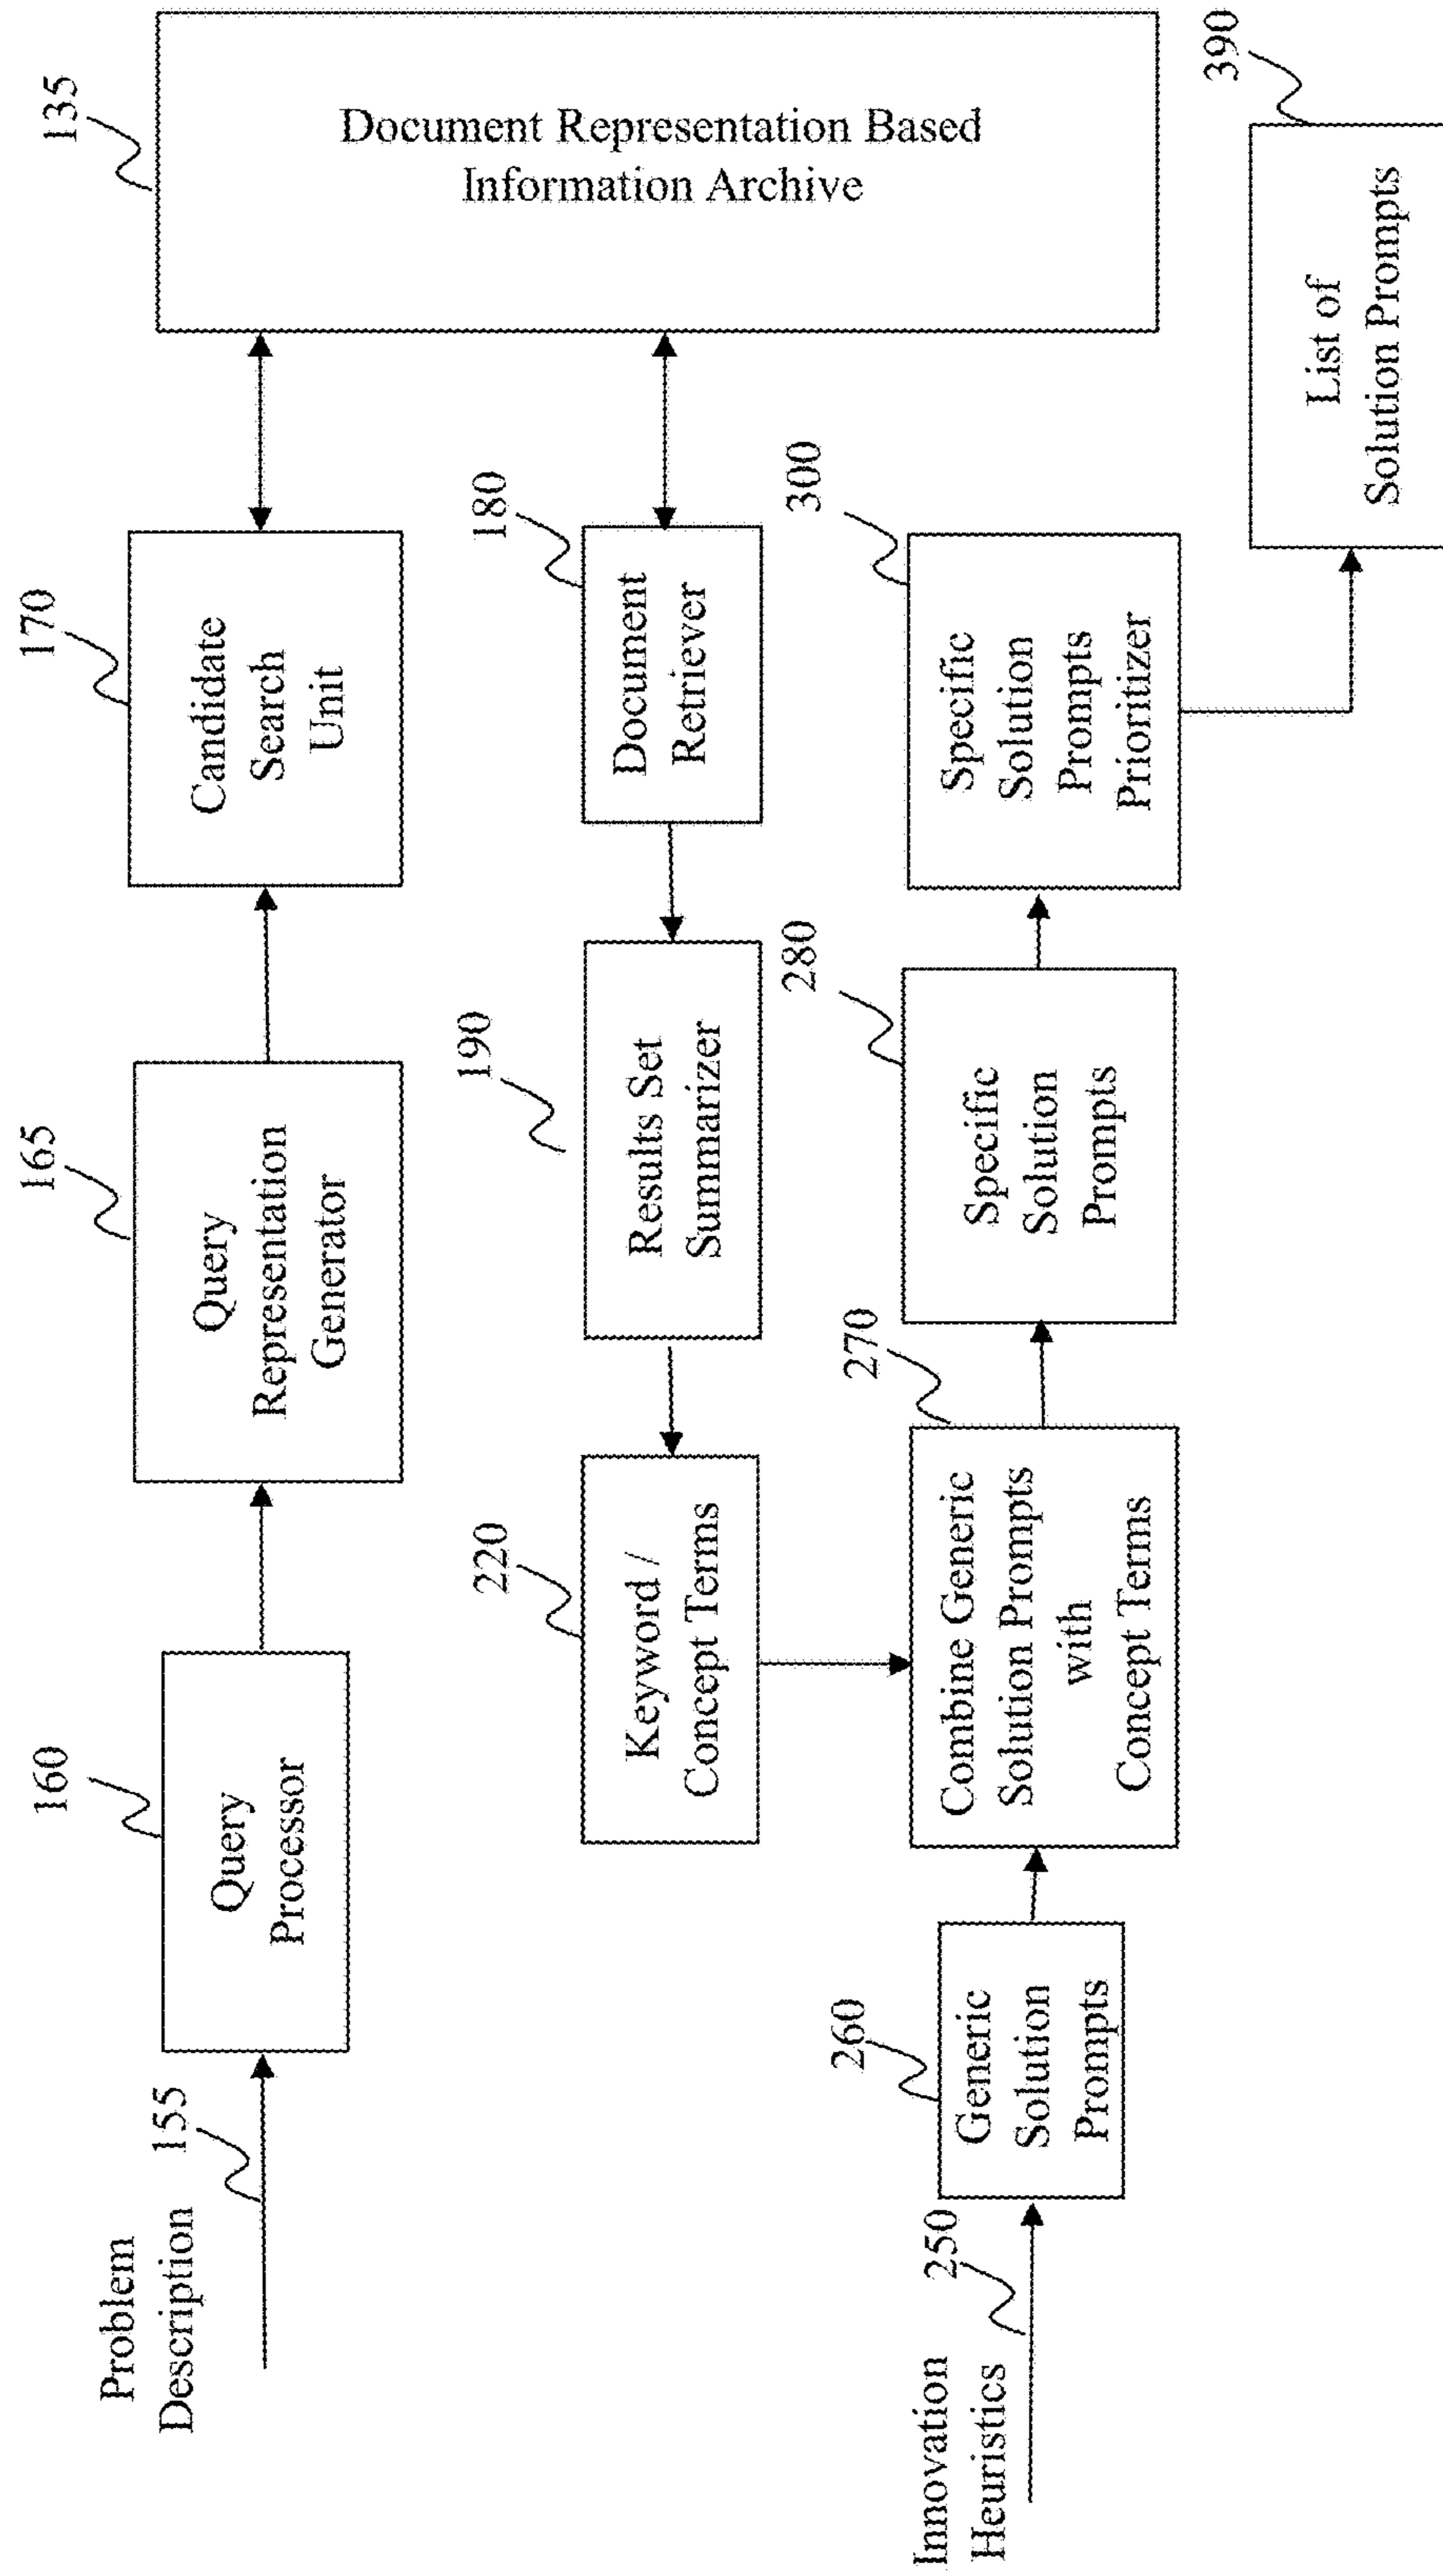 Problem
Description
155
160
Query
Processor
165
Query
Representation
Generator
170
Candidate
Search
Unit
135
Document Representation Based
Information Archive
180
Document
Retriever
190
Results Set
Summarizer
220
Keyword /
Concept Terms
Innovation
Heuristics
250
260
Generic
Solution
Prompts
270
Combine Generic
Solution Prompts
with
Concept Terms
280
Specific
Solution
Prompts
300
Specific
Solution
Prompts
Prioritizer
390
List of
Solution Prompts